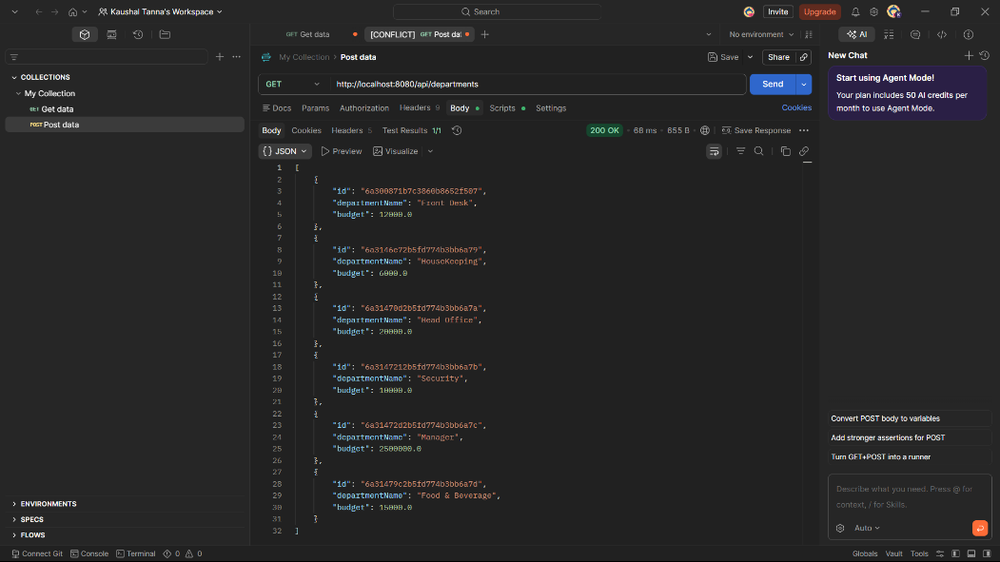 Kaushal Tanna's Workspace
Search
Invite
Upgrade
GET Get data
[CONFLICT] GET Post dat
No environment
AI
COLLECTIONS
My Collection
GET Get data
POST Post data
ENVIRONMENTS
SPECS
FLOWS
HTTP My Collection > Post data
Save
Share
GET
http://localhost:8080/api/departments
Send
Docs Params Authorization Headers 9 Body Scripts Settings
Cookies
Body Cookies Headers 5 Test Results 1/1
200 OK • 68 ms • 655 B
Save Response
{} JSON
Preview
Visualize
1 [
2 {
3 "id": "6a300871b7c3860b8652f507",
4 "departmentName": "Front Desk",
5 "budget": 12000.0
6 },
7 {
8 "id": "6a3146c72b5fd774b3bb6a79",
9 "departmentName": "HouseKeeping",
10 "budget": 6000.0
11 },
12 {
13 "id": "6a31470d2b5fd774b3bb6a7a",
14 "departmentName": "Head Office",
15 "budget": 20000.0
16 },
17 {
18 "id": "6a3147212b5fd774b3bb6a7b",
19 "departmentName": "Security",
20 "budget": 10000.0
21 },
22 {
23 "id": "6a31472d2b5fd774b3bb6a7c",
24 "departmentName": "Manager",
25 "budget": 2500000.0
26 },
27 {
28 "id": "6a31479c2b5fd774b3bb6a7d",
29 "departmentName": "Food & Beverage",
30 "budget": 15000.0
31 }
32 ]
New Chat
Start using Agent Mode!
Your plan includes 50 AI credits per
month to use Agent Mode.
Convert POST body to variables
Add stronger assertions for POST
Turn GET+POST into a runner
Describe what you need. Press @ for
context, / for Skills.
Auto
Connect Git
Console
Terminal
0
0
Globals
Vault
Tools